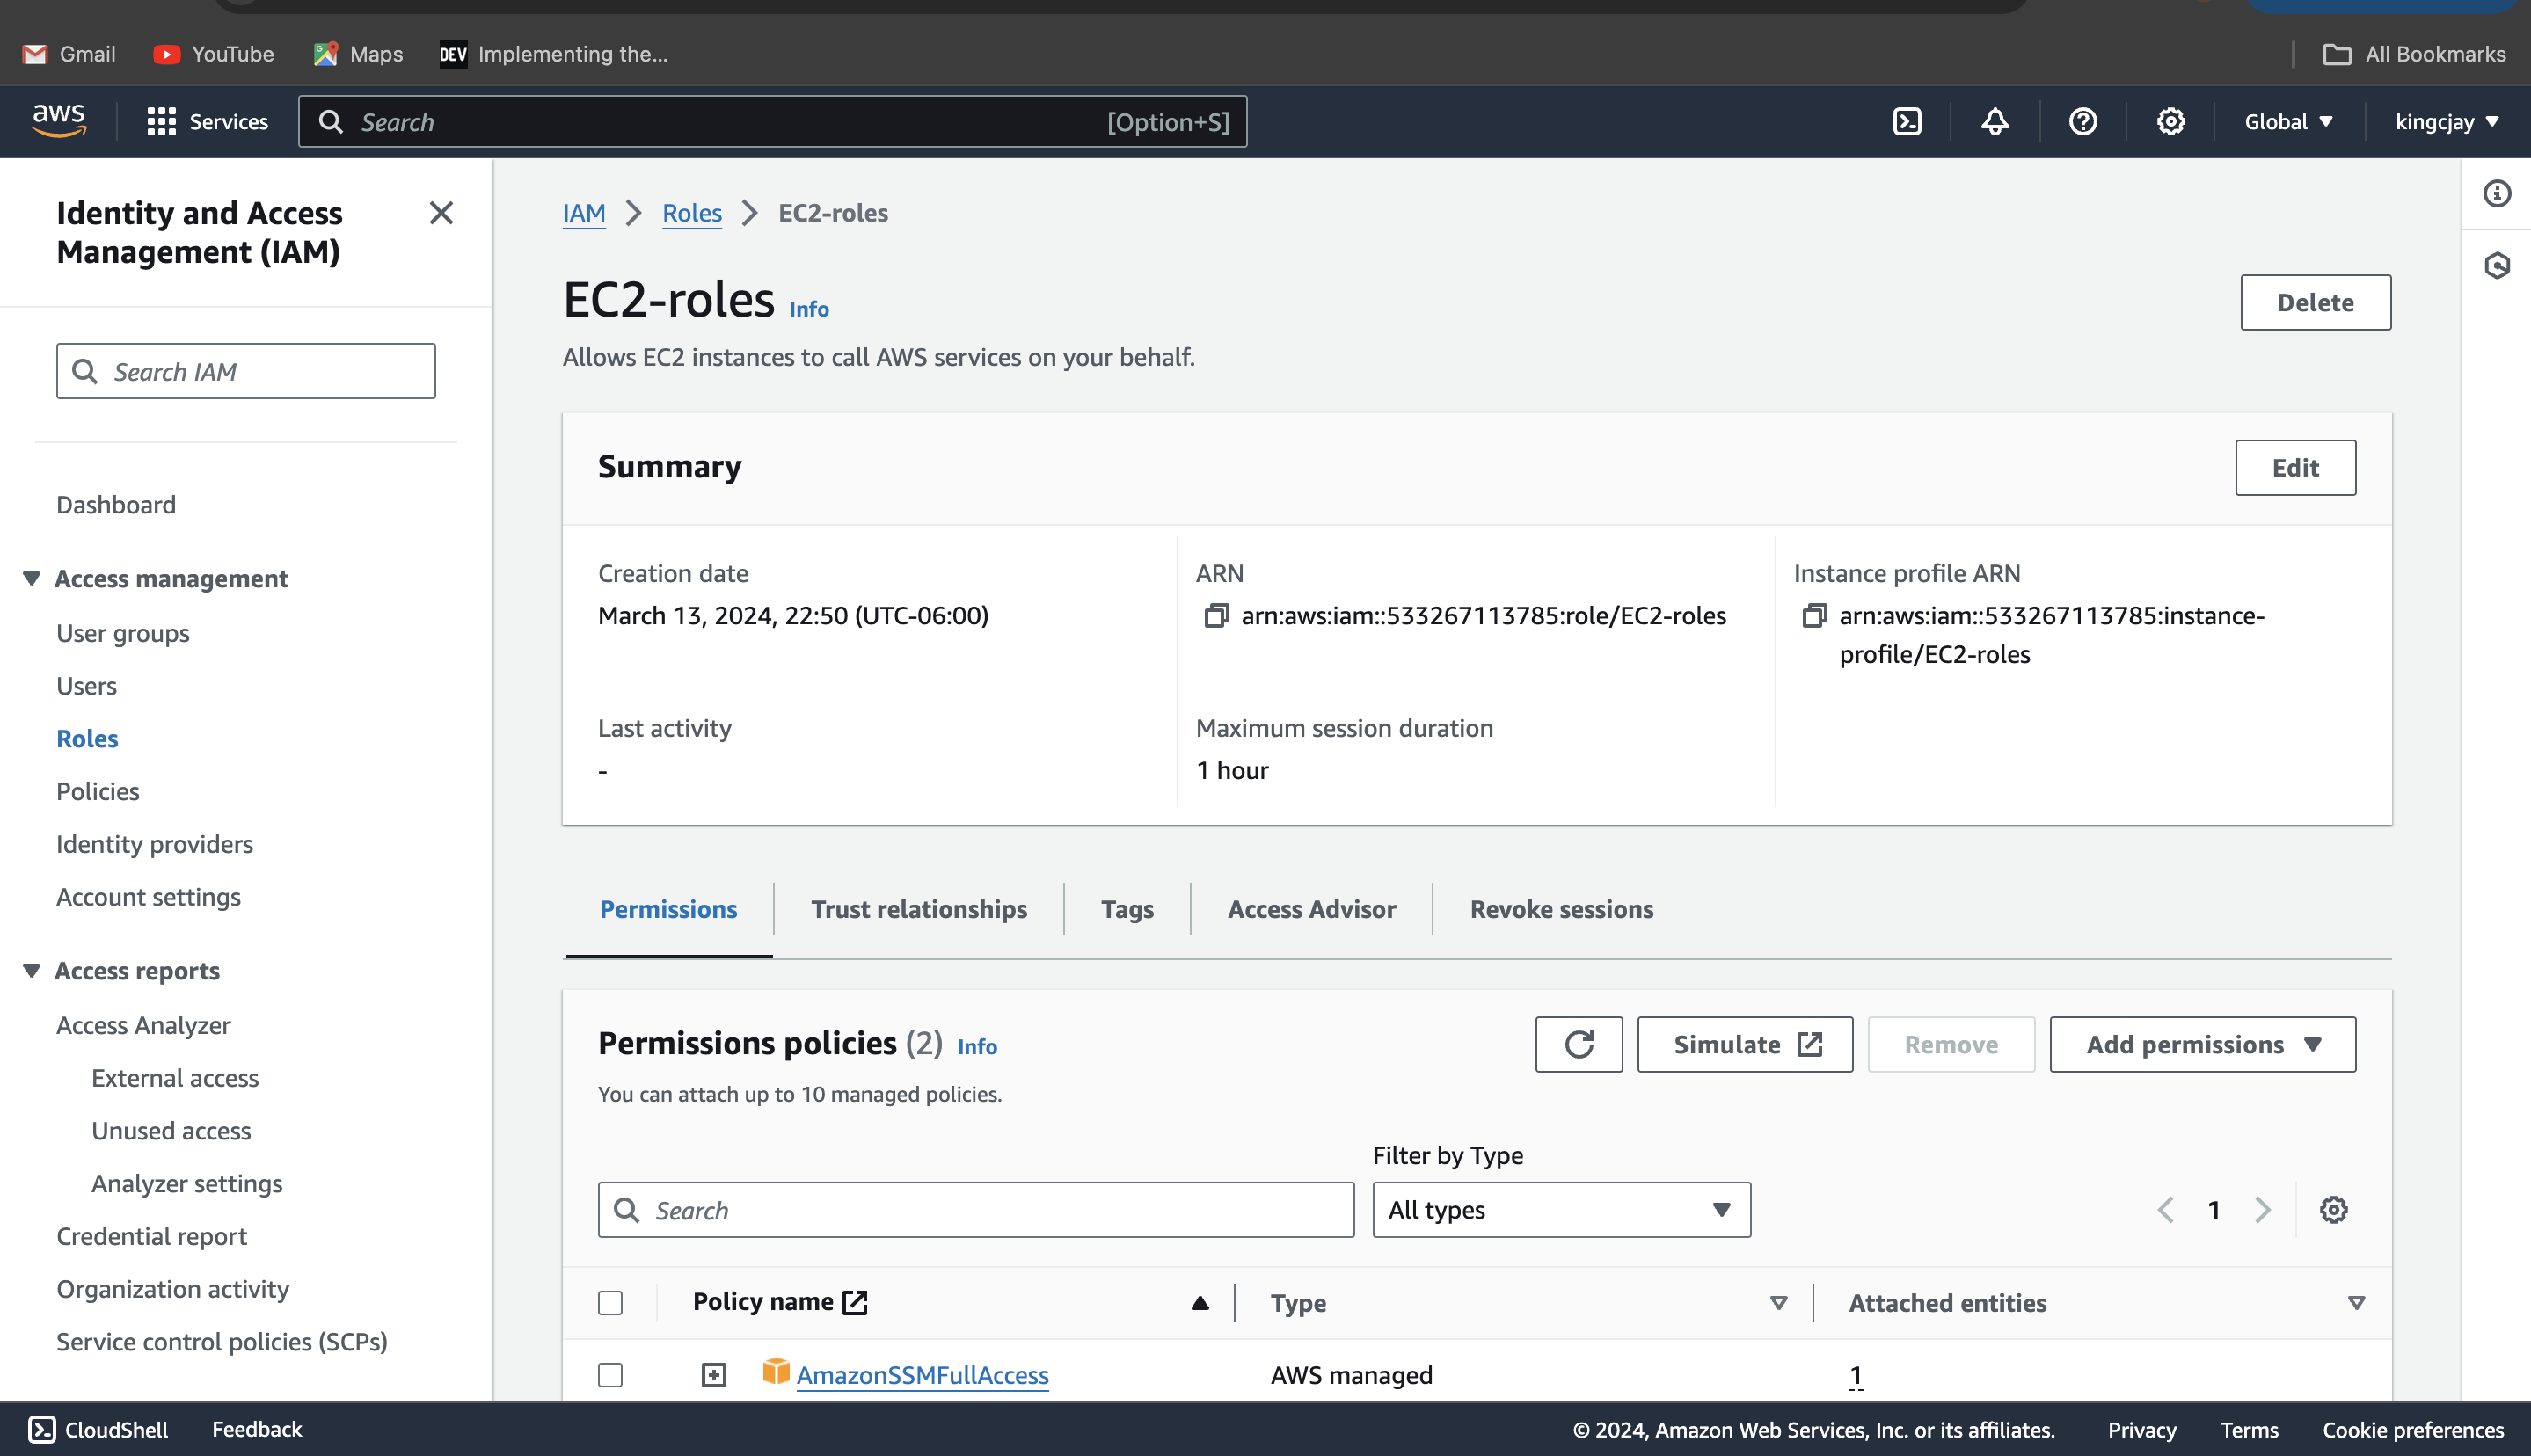 Gmail
YouTube
Maps
DEV Implementing the...
All Bookmarks
aws
Services
Search
[Option+S]
Global
kingcjay
Identity and Access
Management (IAM)
Search IAM
Dashboard
Access management
User groups
Users
Roles
Policies
Identity providers
Account settings
Access reports
Access Analyzer
External access
Unused access
Analyzer settings
Credential report
Organization activity
Service control policies (SCPs)
IAM
Roles
EC2-roles
EC2-roles Info
Delete
Allows EC2 instances to call AWS services on your behalf.
Summary
Edit
Creation date
March 13, 2024, 22:50 (UTC-06:00)
ARN
arn:aws:iam::533267113785:role/EC2-roles
Instance profile ARN
arn:aws:iam::533267113785:instance-
profile/EC2-roles
Last activity
-
Maximum session duration
1 hour
Permissions
Trust relationships
Tags
Access Advisor
Revoke sessions
Permissions policies (2) Info
Simulate
Remove
Add permissions
You can attach up to 10 managed policies.
Filter by Type
Search
All types
1
Policy name
Type
Attached entities
AmazonSSMFullAccess
AWS managed
1
CloudShell
Feedback
© 2024, Amazon Web Services, Inc. or its affiliates.
Privacy
Terms
Cookie preferences